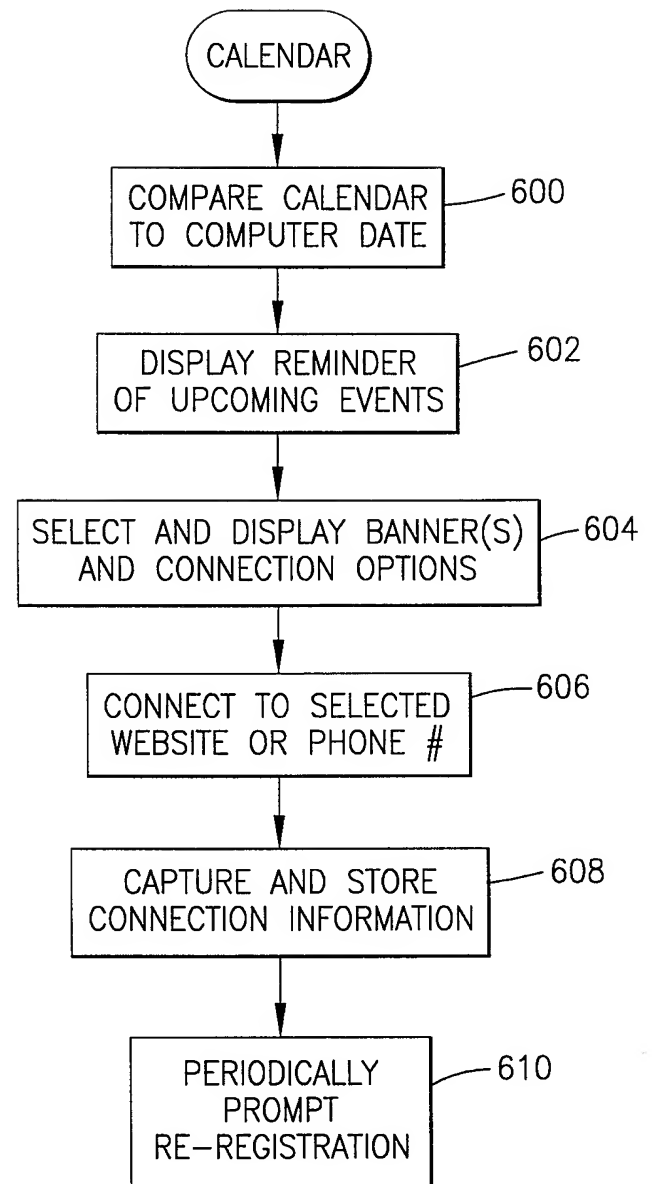 CALENDAR
COMPARE CALENDAR
TO COMPUTER DATE
600
DISPLAY REMINDER
OF UPCOMING EVENTS
602
SELECT AND DISPLAY BANNER(S)
AND CONNECTION OPTIONS
604
CONNECT TO SELECTED
WEBSITE OR PHONE #
606
CAPTURE AND STORE
CONNECTION INFORMATION
608
PERIODICALLY
PROMPT
RE-REGISTRATION
610